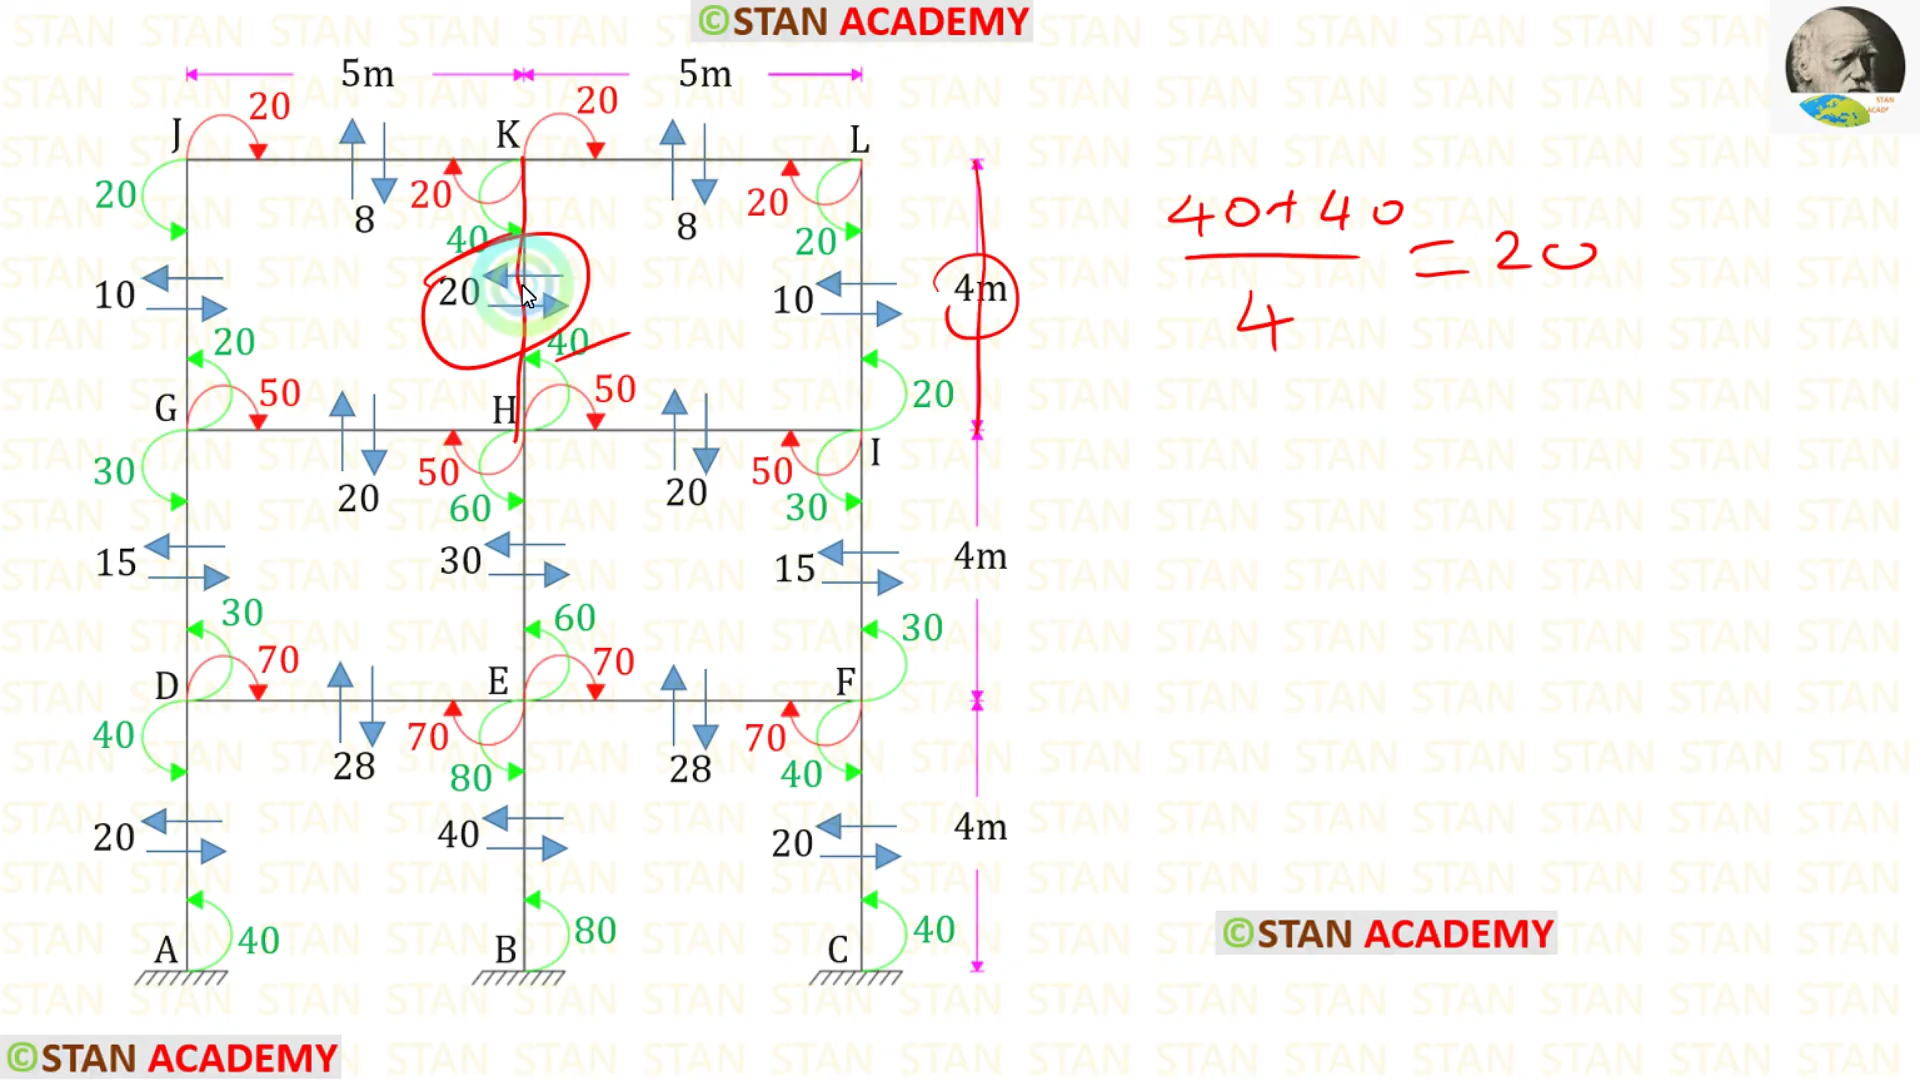 ©STAN ACADEMY
STAN ACADEMY
5m 5m
20 20
J K L
20 20 20
8 8
40 20
40 + 40 = 20
4
10 20 10 4m
20 40 20
G 50 H 50 I
30 50 50
20 60 20 30
15 30 15 4m
30 60 30
D 70 E 70 F
40 70 70
28 80 28 40
20 40 20 4m
A 40 B 80 C 40
©STAN ACADEMY
©STAN ACADEMY